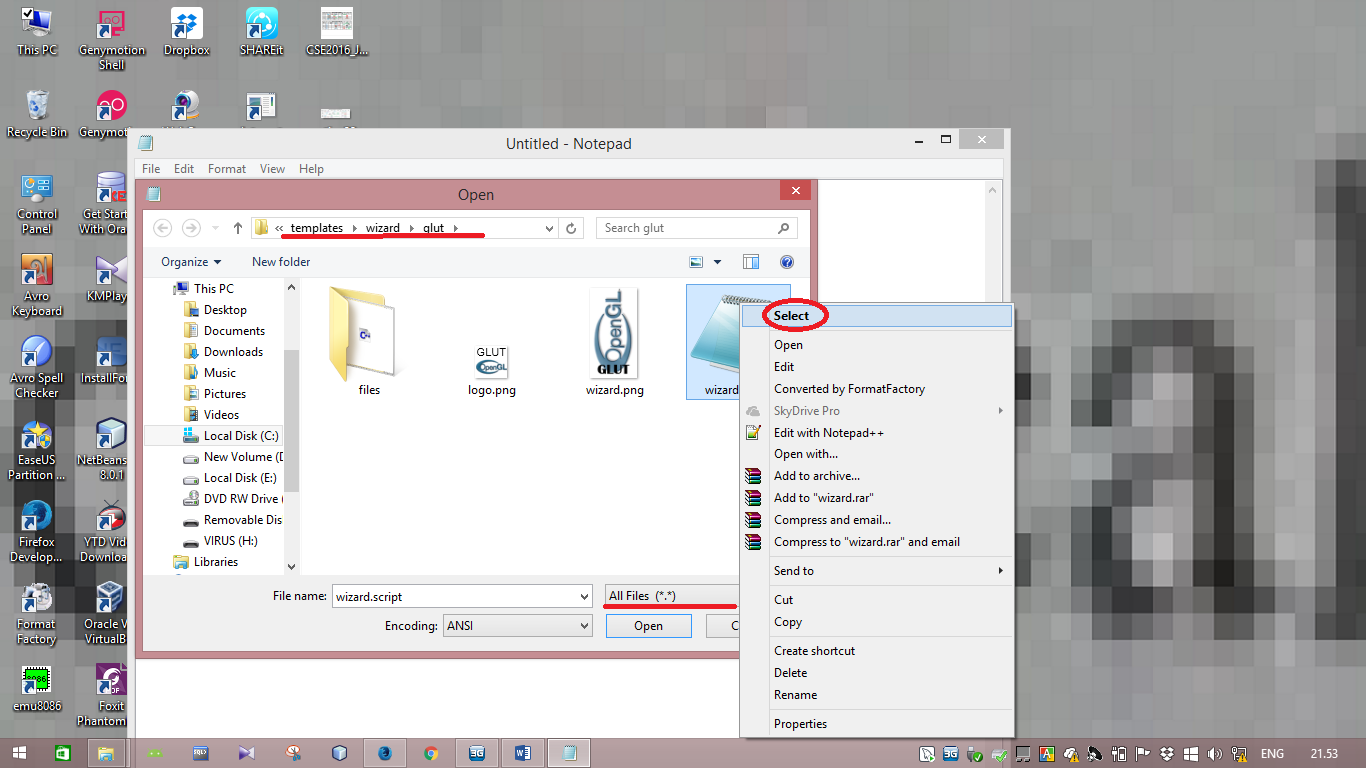 This PC
Genymotion
Shell
Dropbox
SHAREit
CSE2016_J...
Recycle Bin
Control
Panel
Get Start
With Ora
Avro
Keyboard
KMPlay
Avro Spell
Checker
InstallFor
EaseUS
Partition ...
NetBeans
8.0.1
Firefox
Develop...
YTD Vide
Downloa
Format
Factory
Oracle V
VirtualB
8086
emu8086
Foxit
Phantom
Untitled - Notepad
File
Edit
Format
View
Help
Open
« templates
wizard
glut
Search glut
Organize
New folder
This PC
Desktop
Documents
Downloads
Music
Pictures
Videos
Local Disk (C:)
New Volume (D
Local Disk (E:)
DVD RW Drive (
Removable Dis
VIRUS (H:)
Libraries
files
GLUT
OpenGL
logo.png
OpenGL
GLUT
wizard.png
wizard
File name:
wizard.script
All Files (*.*)
Encoding:
ANSI
Open
C
Select
Open
Edit
Converted by FormatFactory
SkyDrive Pro
Edit with Notepad++
Open with...
Add to archive...
Add to "wizard.rar"
Compress and email...
Compress to "wizard.rar" and email
Send to
Cut
Copy
Create shortcut
Delete
Rename
Properties
ENG
21.53